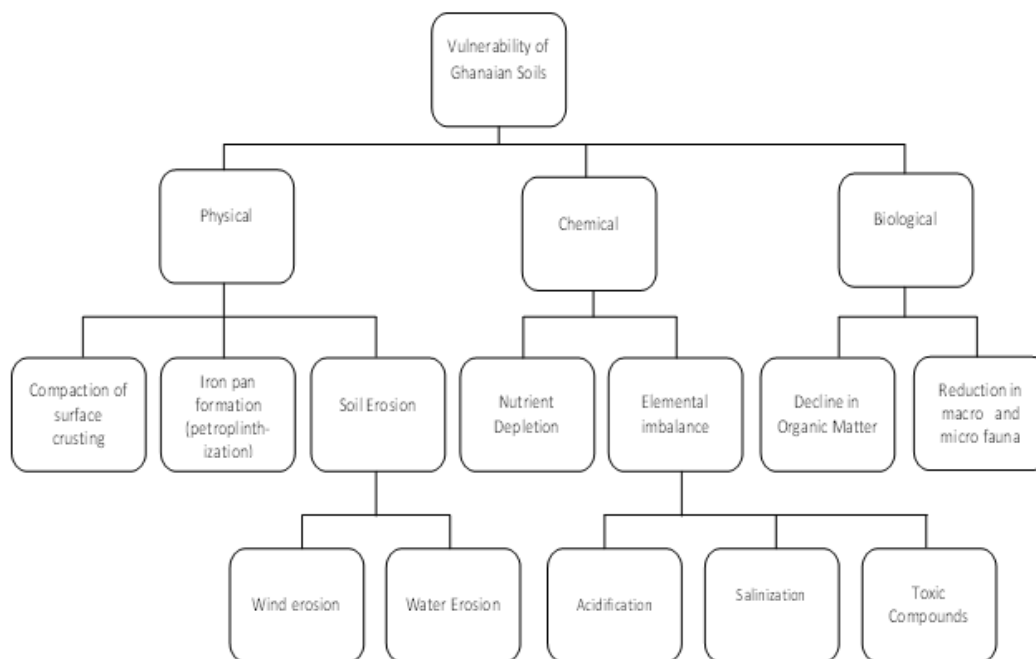 Vulnerability of
Ghanaian Soils
Physical
Chemical
Biological
Compaction of
surface
crusting
Iron pan
formation
(petroplinth-
ization)
Soil Erosion
Nutrient
Depletion
Elemental
imbalance
Decline in
Organic Matter
Reduction in
macro and
micro fauna
Wind erosion
Water Erosion
Acidification
Salinization
Toxic
Compounds